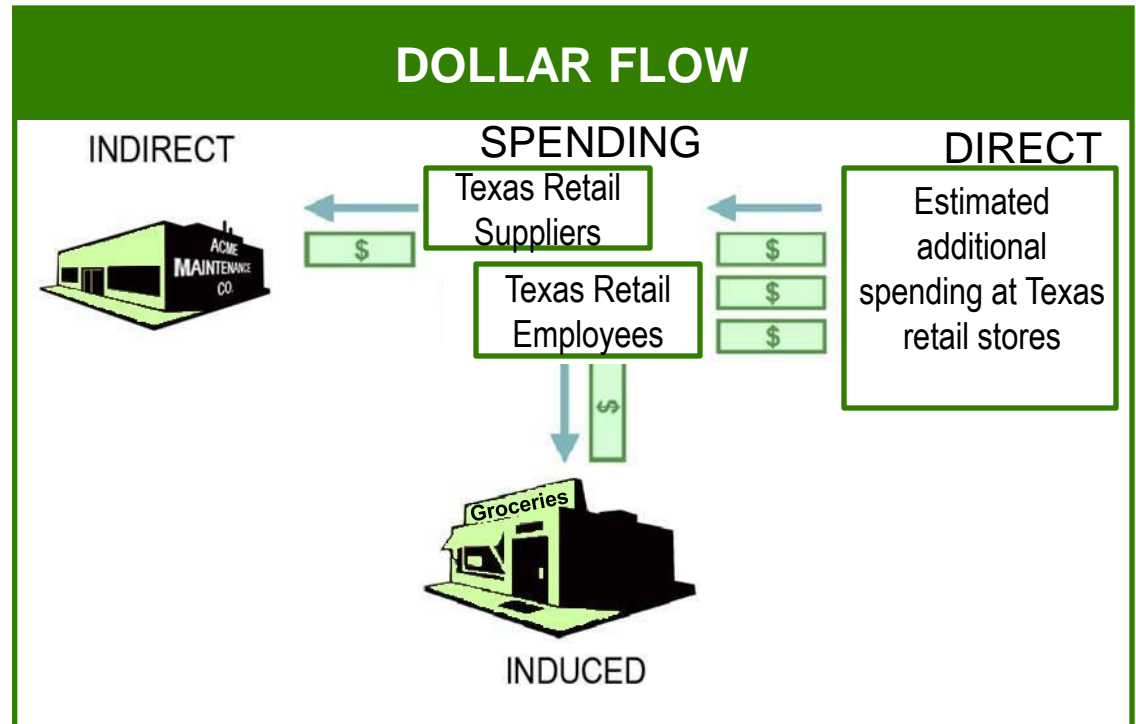 DOLLAR FLOW
INDIRECT
SPENDING
DIRECT
Texas Retail
Suppliers
Estimated
additional
spending at Texas
retail stores
ACME
MAINTENANCE
CO.
$
$
$
$
Texas Retail
Employees
$
Groceries
INDUCED